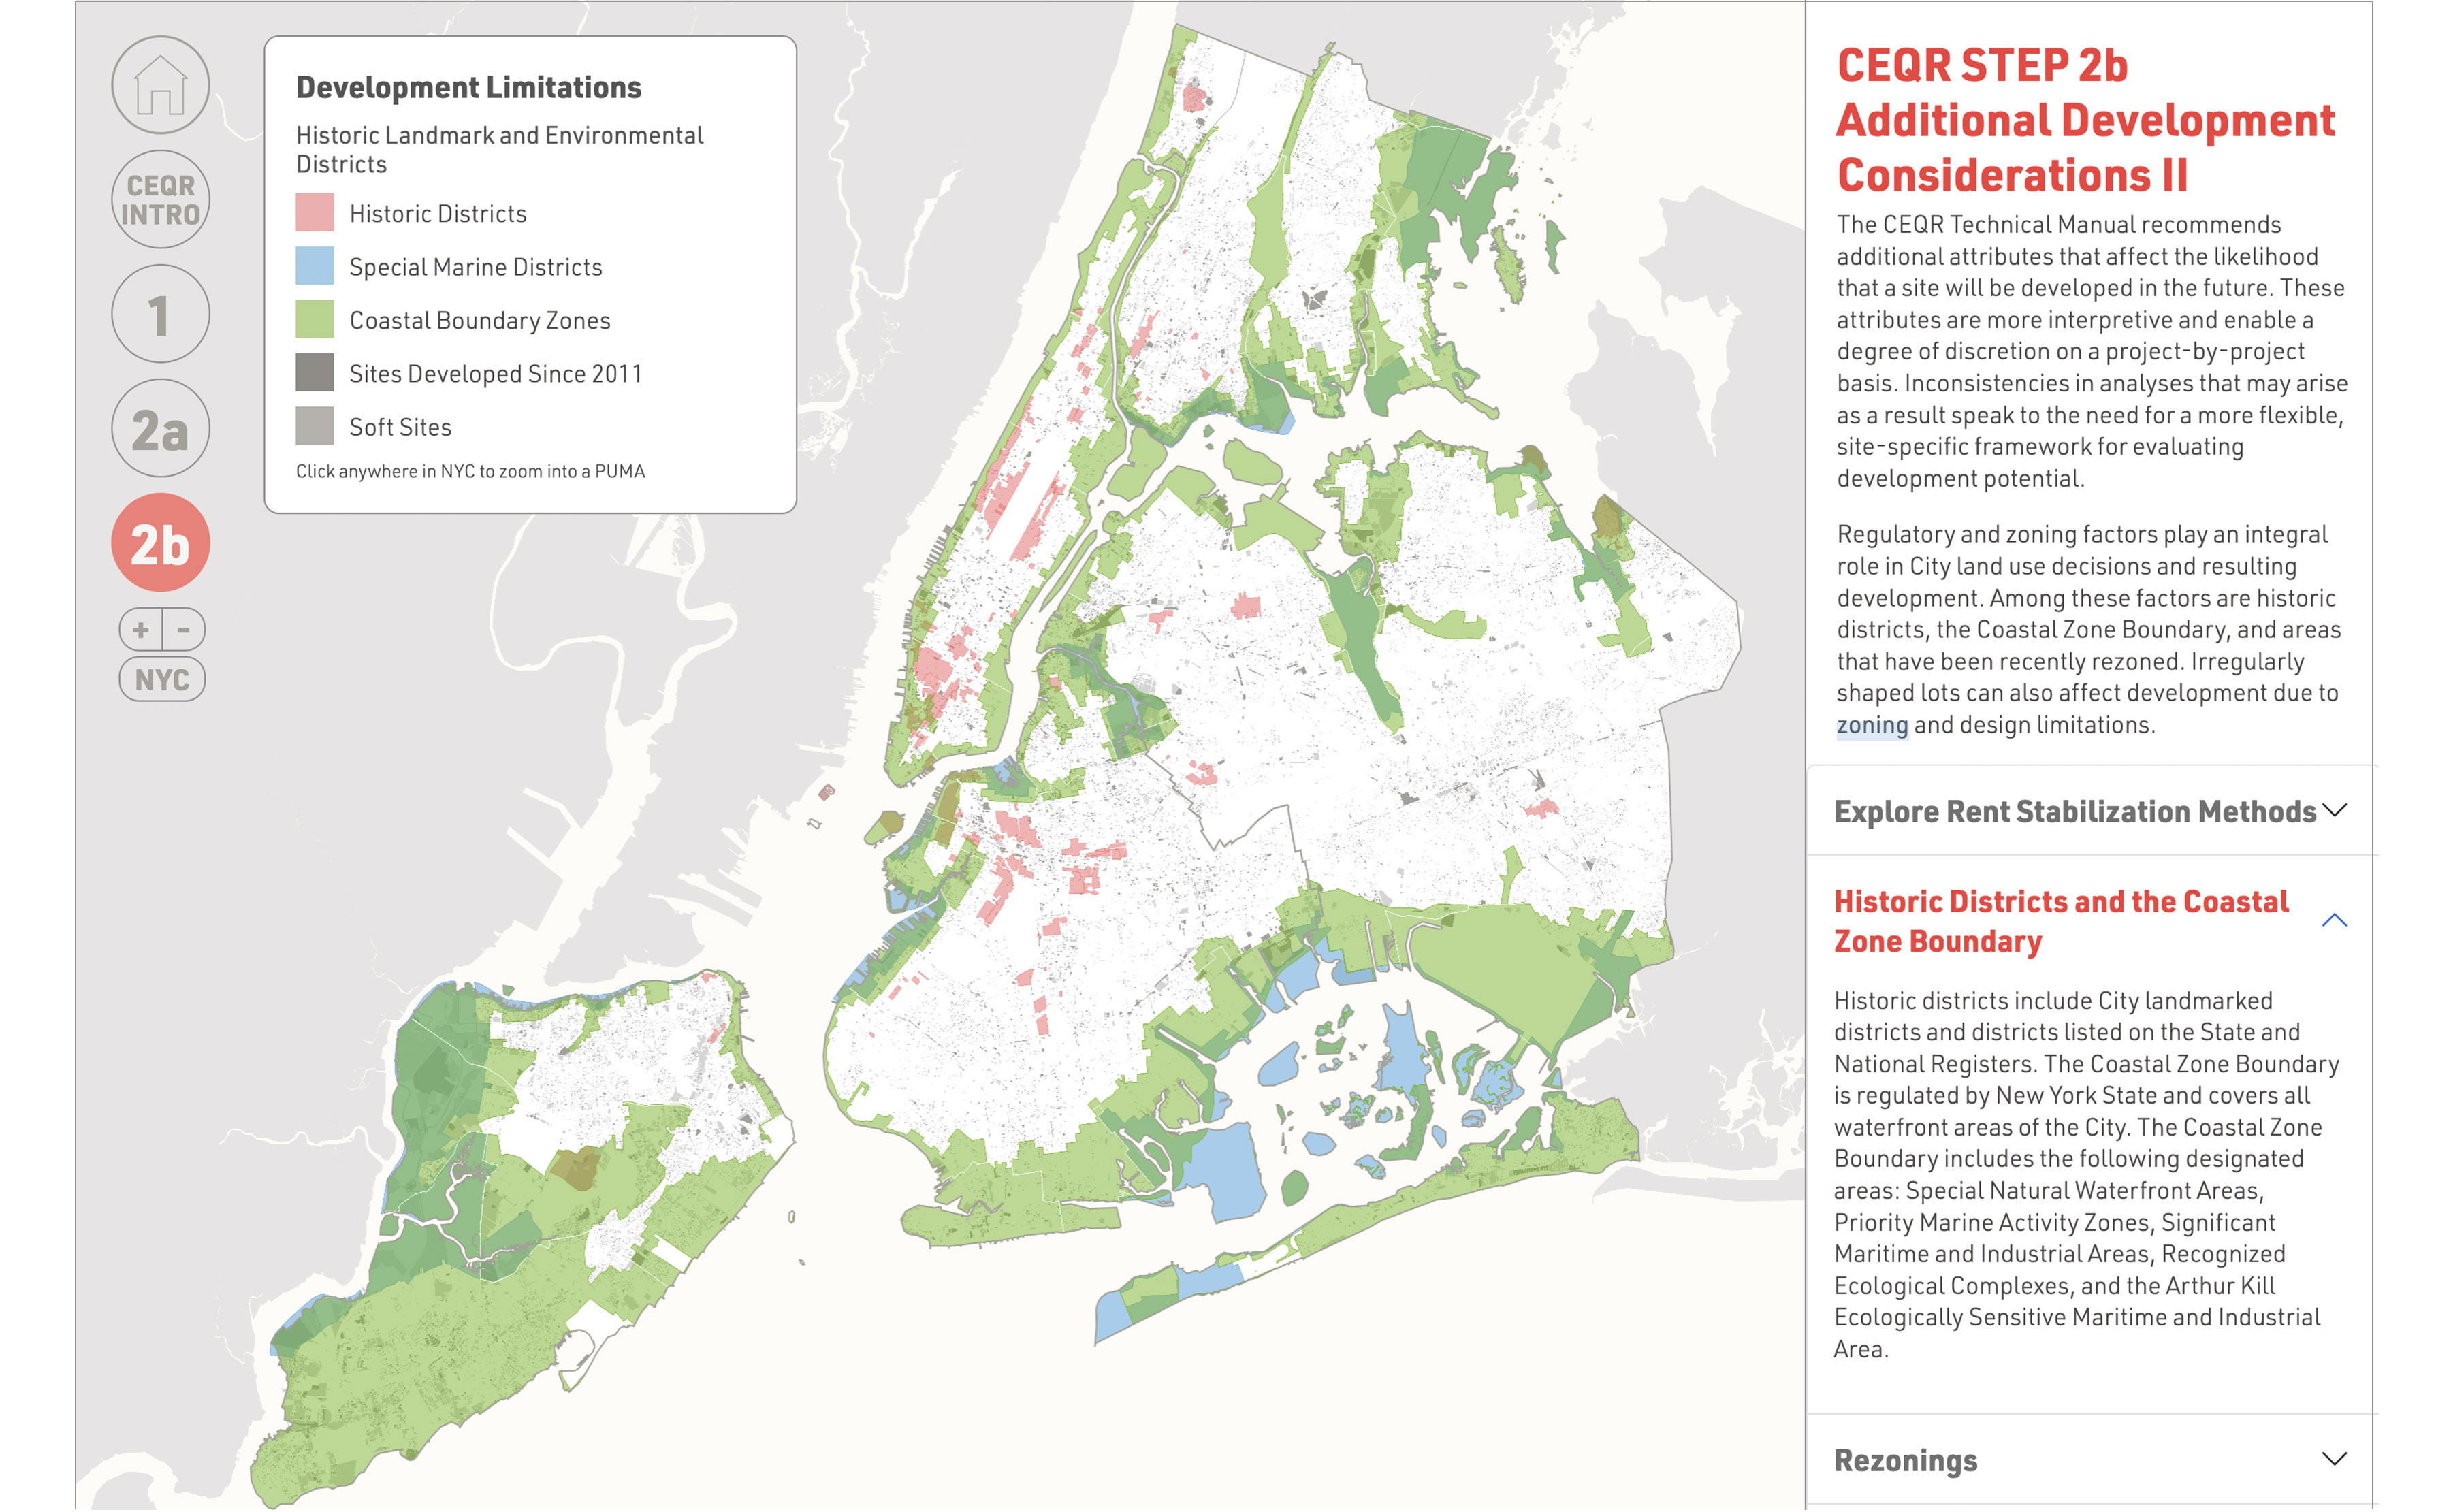 CEQR
INTRO
1
2a
2b
+ -
NYC
Development Limitations
Historic Landmark and Environmental
Districts
Historic Districts
Special Marine Districts
Coastal Boundary Zones
Sites Developed Since 2011
Soft Sites
Click anywhere in NYC to zoom into a PUMA
CEQR STEP 2b
Additional Development
Considerations II
The CEQR Technical Manual recommends
additional attributes that affect the likelihood
that a site will be developed in the future. These
attributes are more interpretive and enable a
degree of discretion on a project-by-project
basis. Inconsistencies in analyses that may arise
as a result speak to the need for a more flexible,
site-specific framework for evaluating
development potential.
Regulatory and zoning factors play an integral
role in City land use decisions and resulting
development. Among these factors are historic
districts, the Coastal Zone Boundary, and areas
that have been recently rezoned. Irregularly
shaped lots can also affect development due to
zoning and design limitations.
Explore Rent Stabilization Methods
Historic Districts and the Coastal
Zone Boundary
Historic districts include City landmarked
districts and districts listed on the State and
National Registers. The Coastal Zone Boundary
is regulated by New York State and covers all
waterfront areas of the City. The Coastal Zone
Boundary includes the following designated
areas: Special Natural Waterfront Areas,
Priority Marine Activity Zones, Significant
Maritime and Industrial Areas, Recognized
Ecological Complexes, and the Arthur Kill
Ecologically Sensitive Maritime and Industrial
Area.
Rezonings